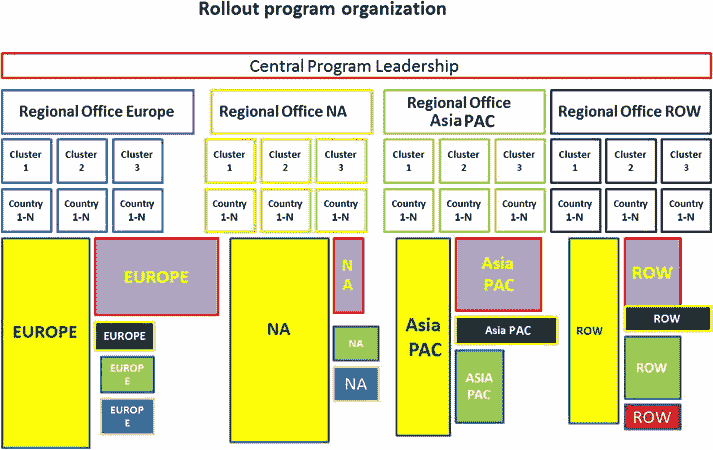 Rollout program organization
Central Program Leadership
Regional Office Europe
Regional Office NA
Regional Office
Asia PAC
Regional Office ROW
Cluster
1
Cluster
2
Cluster
3
Cluster
1
Cluster
2
Cluster
3
Cluster
1
Cluster
2
Cluster
3
Cluster
1
Cluster
2
Cluster
3
Country
1-N
Country
1-N
Country
1-N
Country
1-N
Country
1-N
Country
1-N
Country
1-N
Country
1-N
Country
1-N
Country
1-N
Country
1-N
Country
1-N
EUROPE
EUROPE
EUROPE
EUROP
E
EUROP
E
NA
N
A
NA
NA
Asia
PAC
Asia
PAC
Asia PAC
ASIA
PAC
ROW
ROW
ROW
ROW
ROW